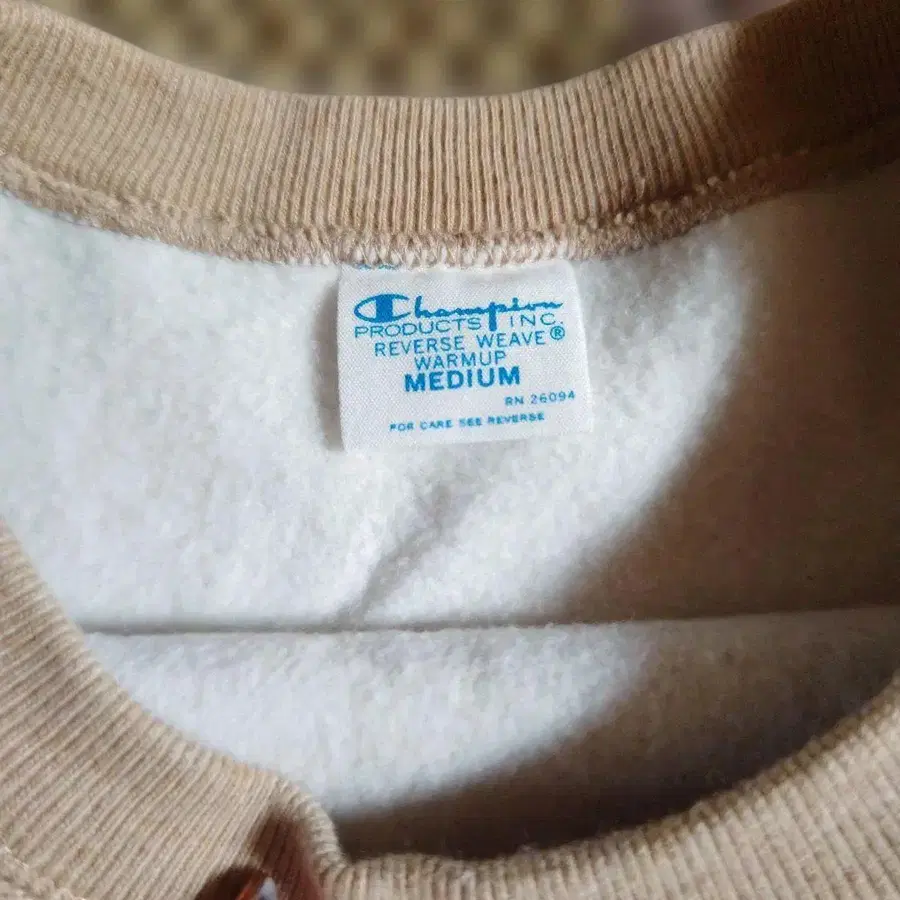 Champion
PRODUCTS INC.
REVERSE WEAVE®
WARMUP
MEDIUM
RN 26094
FOR CARE SEE REVERSE